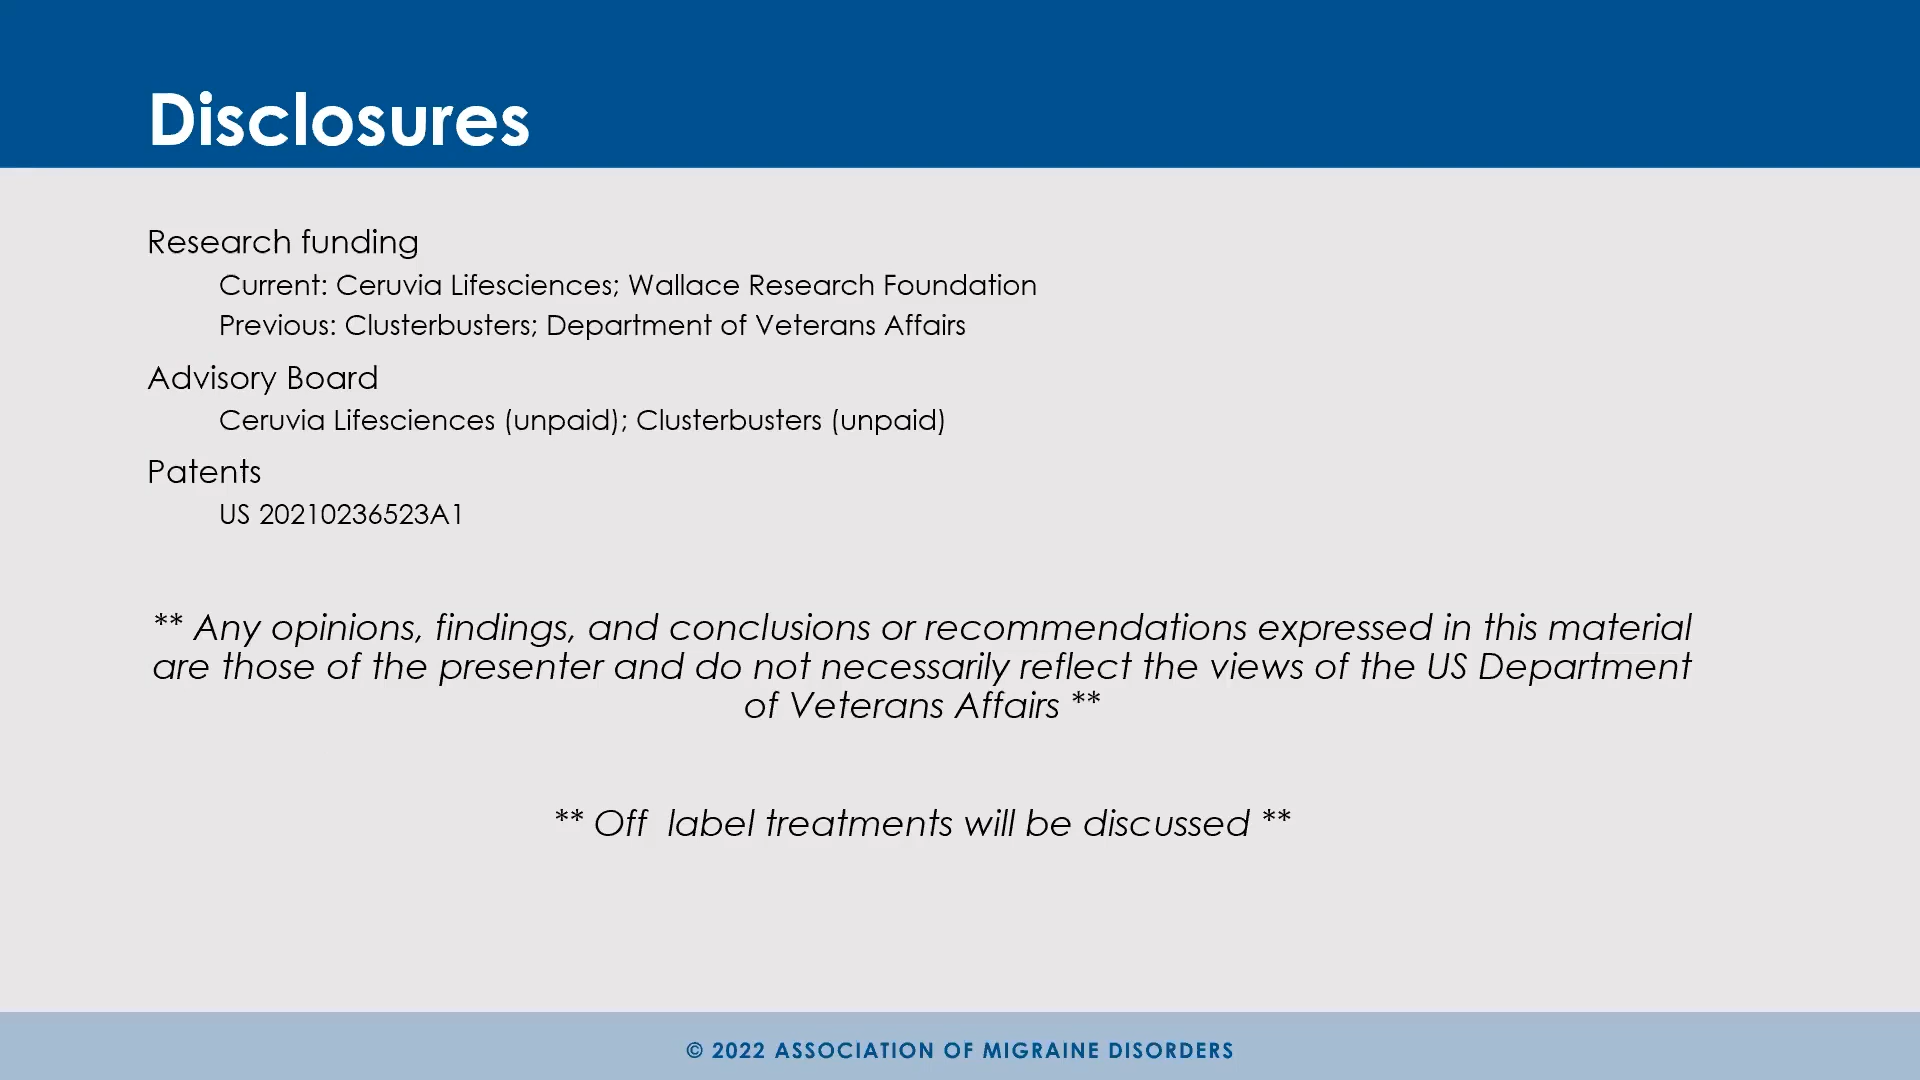 Disclosures
Research funding
Current: Ceruvia Lifesciences; Wallace Research Foundation
Previous: Clusterbusters; Department of Veterans Affairs
Advisory Board
Ceruvia Lifesciences (unpaid); Clusterbusters (unpaid)
Patents
US 20210236523A1
** Any opinions, findings, and conclusions or recommendations expressed in this material
are those of the presenter and do not necessarily reflect the views of the US Department
of Veterans Affairs **
** Off  label treatments will be discussed **
© 2022 ASSOCIATION OF MIGRAINE DISORDERS